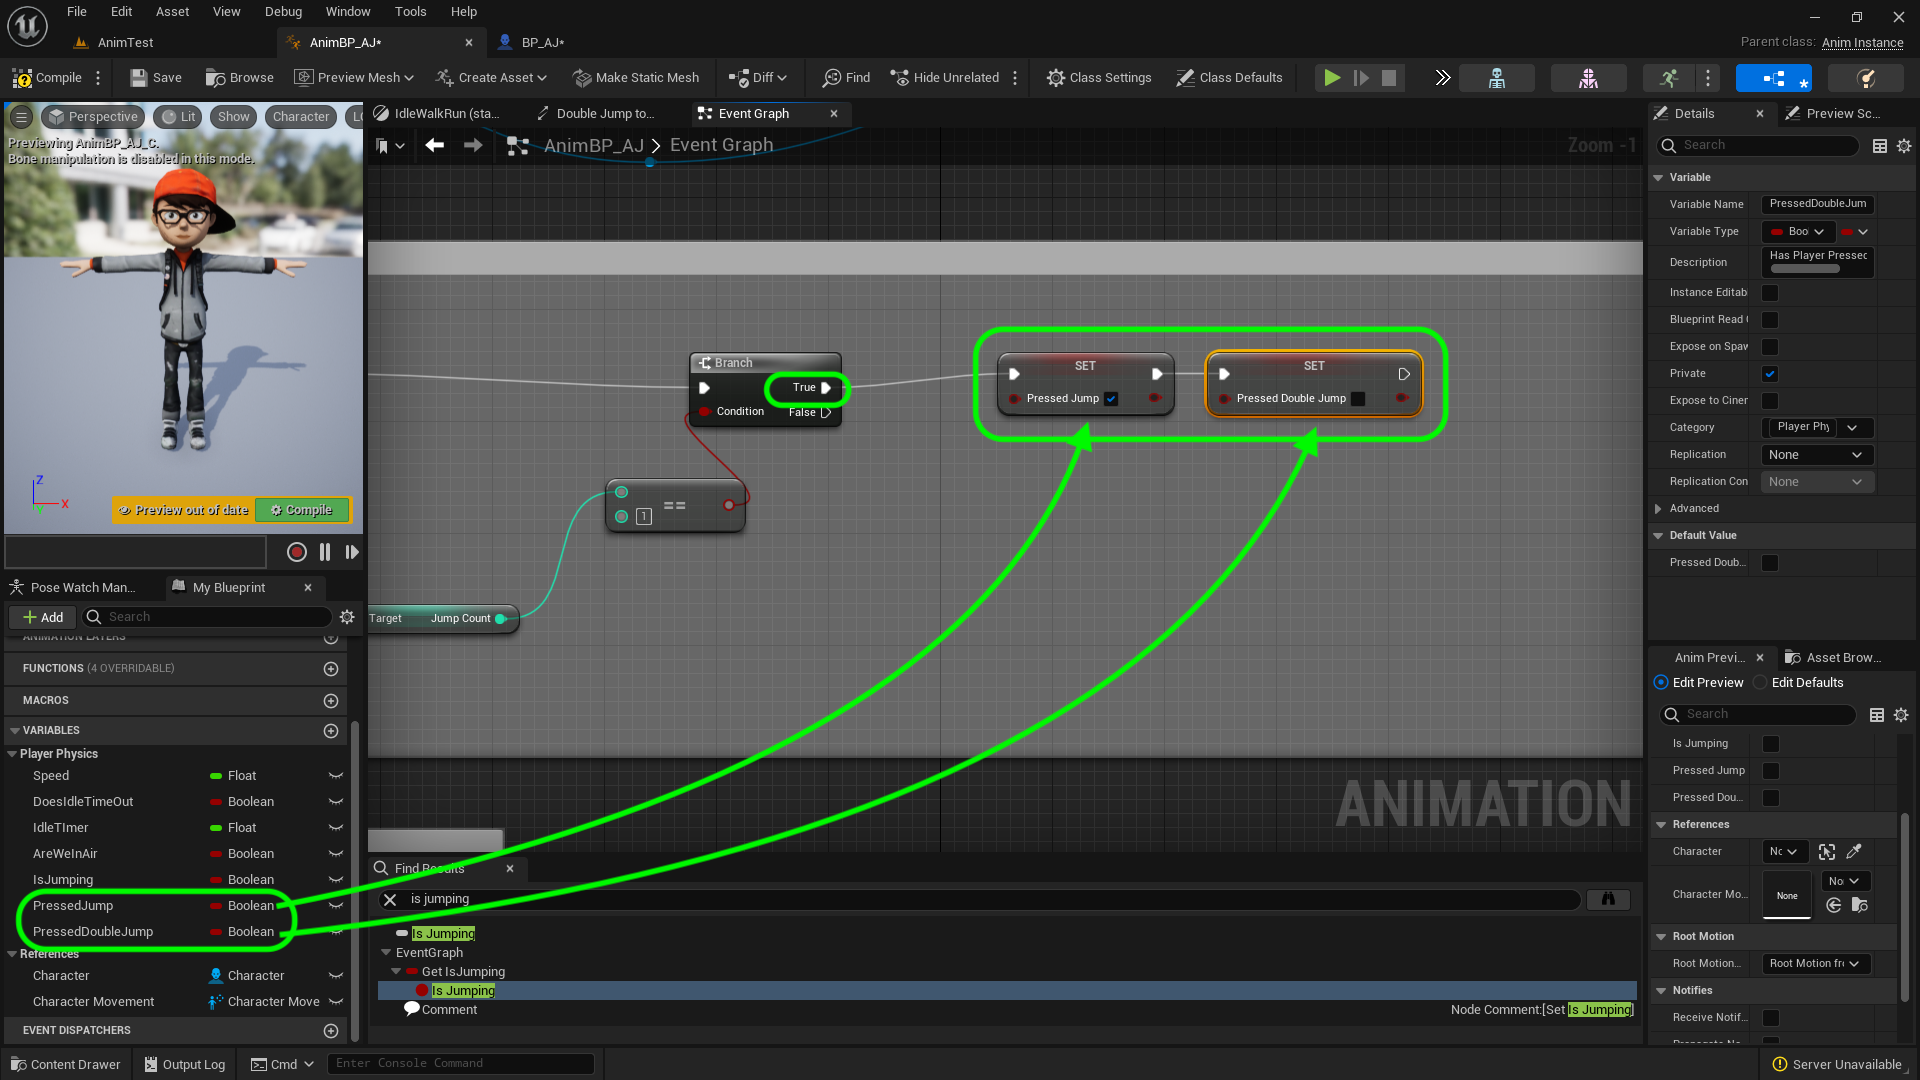 File Edit Asset View Debug Window Tools Help
AnimTest
AnimBP_AJ*
BP_AJ*
Parent class: Anim Instance
Compile
Save
Browse
Preview Mesh
Create Asset
Make Static Mesh
Diff
Find
Hide Unrelated
Class Settings
Class Defaults
Perspective
Lit
Show
Character
Previewing AnimBP_AJ_C.
Bone manipulation is disabled in this mode.
Z
X
Preview out of date
Compile
IdleWalkRun (sta...
Double Jump to...
Event Graph
AnimBP_AJ > Event Graph
Zoom -1
Branch
True
Condition
False
SET
Pressed Jump
SET
Pressed Double Jump
==
1
Target
Jump Count
ANIMATION
Pose Watch Man...
My Blueprint
+ Add
Search
ANIMATION LAYERS
FUNCTIONS (4 OVERRIDABLE)
MACROS
VARIABLES
Player Physics
Speed Float
DoesIdleTimeOut Boolean
IdleTImer Float
AreWeInAir Boolean
IsJumping Boolean
PressedJump Boolean
PressedDoubleJump Boolean
References
Character Character
Character Movement Character Move
EVENT DISPATCHERS
Find Results
is jumping
Is Jumping
EventGraph
Get IsJumping
Is Jumping
Comment
Node Comment:[Set Is Jumping]
Details
Preview Sc...
Search
Variable
Variable Name PressedDoubleJum
Variable Type Boo
Description Has Player Pressed
Instance Editab
Blueprint Read
Expose on Spaw
Private
Expose to Ciner
Category Player Phy
Replication None
Replication Con None
Advanced
Default Value
Pressed Doub...
Anim Previ...
Asset Brow...
Edit Preview
Edit Defaults
Search
Is Jumping
Pressed Jump
Pressed Dou...
References
Character
Character Mo...
None
Root Motion
Root Motion... Root Motion fr
Notifies
Receive Notif...
Content Drawer
Output Log
Cmd
Enter Console Command
Server Unavailable